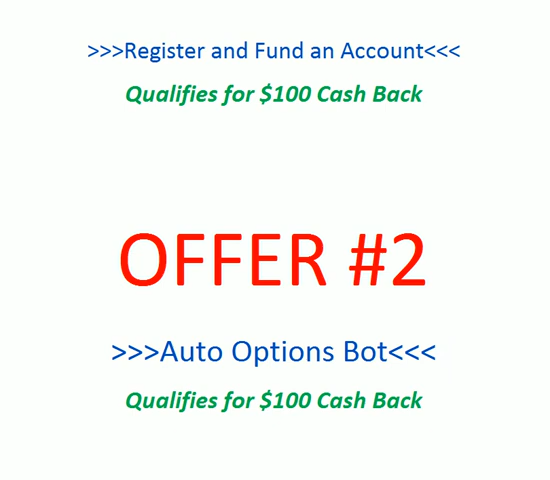 >>>Register and Fund an Account<<<
Qualifies for $100 Cash Back
OFFER #2
>>>Auto Options Bot<<<
Qualifies for $100 Cash Back